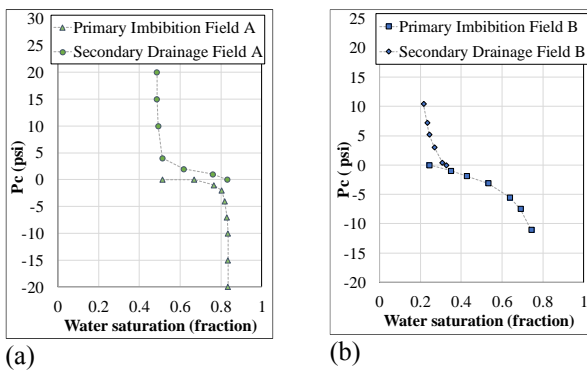 Primary Imbibition Field A
Secondary Drainage Field A
30
25
20
15
10
5
0
-5
-10
-15
-20
Pc (psi)
0 0.2 0.4 0.6 0.8 1
Water saturation (fraction)
(a)
Primary Imbibition Field B
Secondary Drainage Field B
25
20
15
10
5
0
-5
-10
-15
-20
Pc (psi)
0 0.2 0.4 0.6 0.8 1
Water saturation (fraction)
(b)